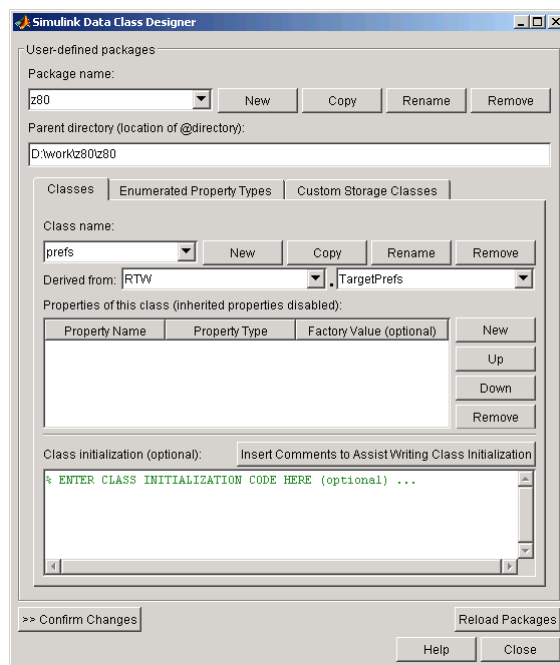 Simulink Data Class Designer
User-defined packages
Package name:
z80 New Copy Rename Remove
Parent directory (location of @directory):
D:\work\z80\z80
Classes Enumerated Property Types Custom Storage Classes
Class name:
prefs New Copy Rename Remove
Derived from: RTW . TargetPrefs
Properties of this class (inherited properties disabled):
Property Name Property Type Factory Value (optional) New
Up
Down
Remove
Class initialization (optional): Insert Comments to Assist Writing Class Initialization
% ENTER CLASS INITIALIZATION CODE HERE (optional) ...
>> Confirm Changes Reload Packages
Help Close